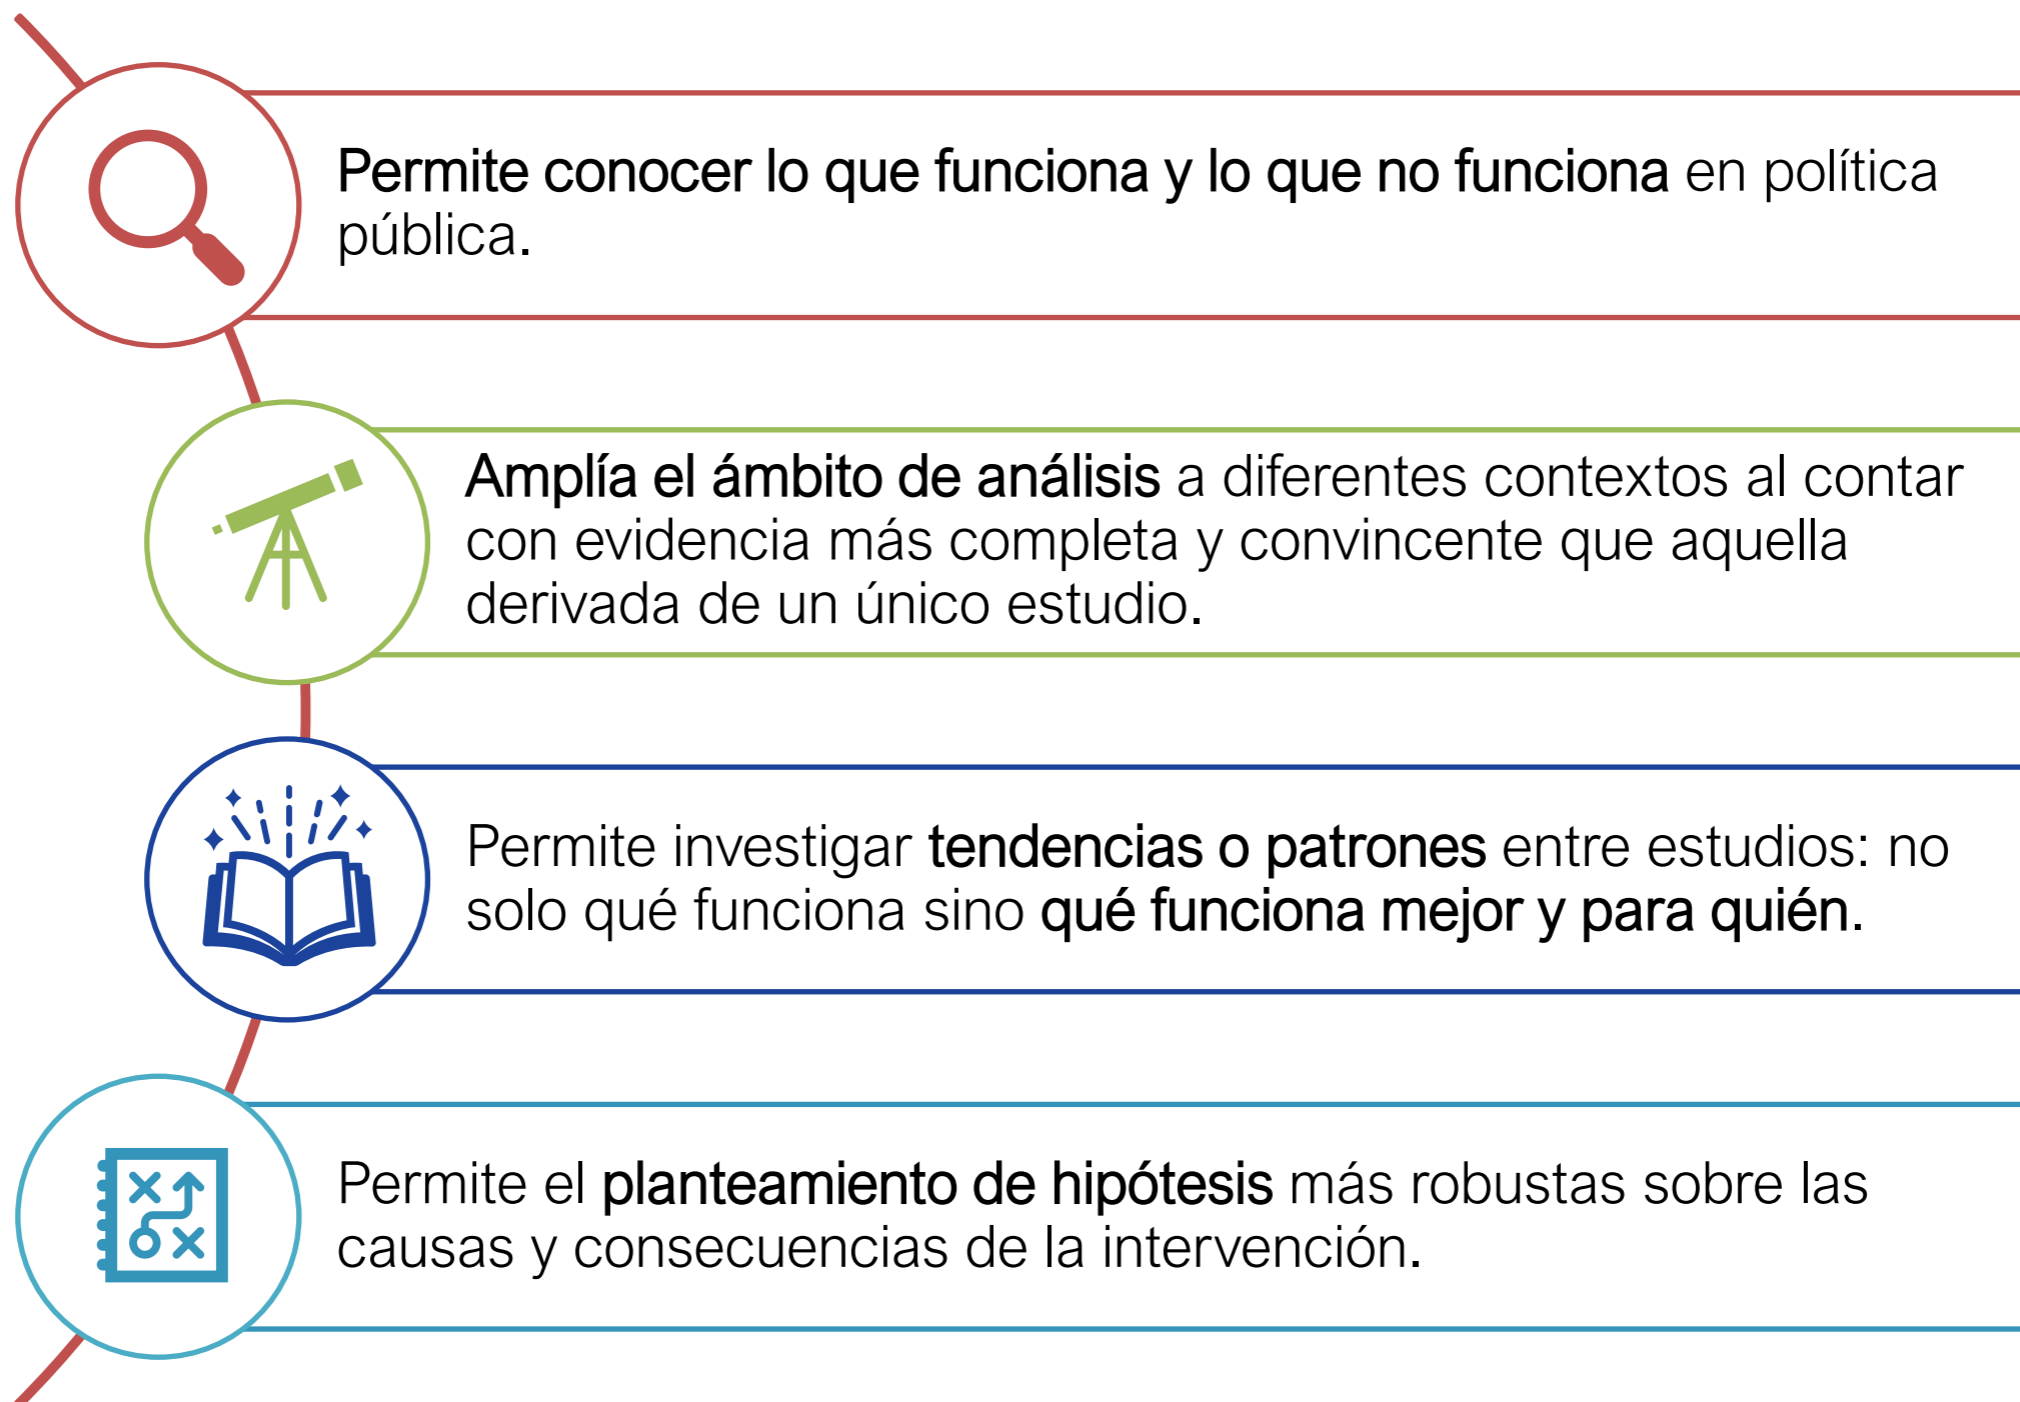 Permite conocer lo que funciona y lo que no funciona en política
pública.
Amplía el ámbito de análisis a diferentes contextos al contar
con evidencia más completa y convincente que aquella
derivada de un único estudio.
Permite investigar tendencias o patrones entre estudios: no
solo qué funciona sino qué funciona mejor y para quién.
Permite el planteamiento de hipótesis más robustas sobre las
causas y consecuencias de la intervención.